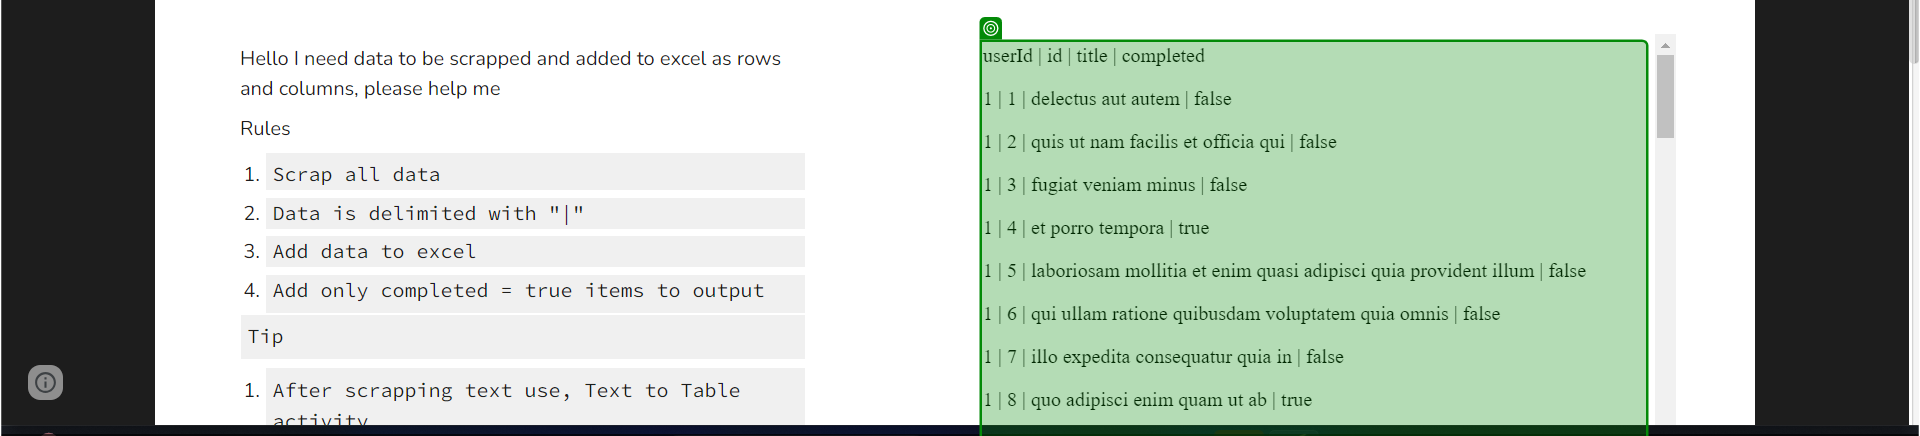 Hello I need data to be scrapped and added to excel as rows
and columns, please help me
Rules
1. Scrap all data
2. Data is delimited with "|"
3. Add data to excel
4. Add only completed = true items to output
Tip
1. After scrapping text use, Text to Table
activity
userId | id | title | completed
1 | 1 | delectus aut autem | false
1 | 2 | quis ut nam facilis et officia qui | false
1 | 3 | fugiat veniam minus | false
1 | 4 | et porro tempora | true
1 | 5 | laboriosam mollitia et enim quasi adipisci quia provident illum | false
1 | 6 | qui ullam ratione quibusdam voluptatem quia omnis | false
1 | 7 | illo expedita consequatur quia in | false
1 | 8 | quo adipisci enim quam ut ab | true